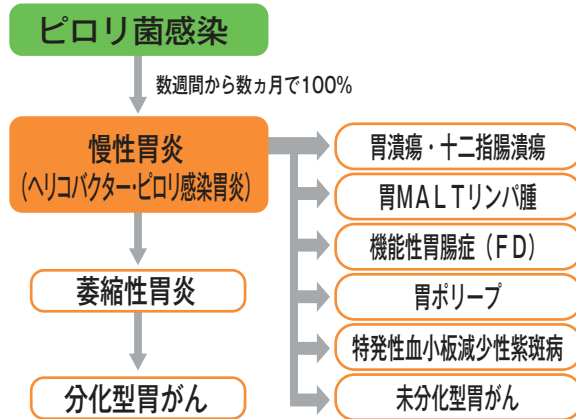 ピロリ菌感染
数週間から数ヵ月で100%
慢性胃炎
(ヘリコバクター・ピロリ感染胃炎)
萎縮性胃炎
分化型胃がん
胃潰瘍・十二指腸潰瘍
胃MALTリンパ腫
機能性胃腸症（FD）
胃ポリープ
特発性血小板減少性紫斑病
未分化型胃がん